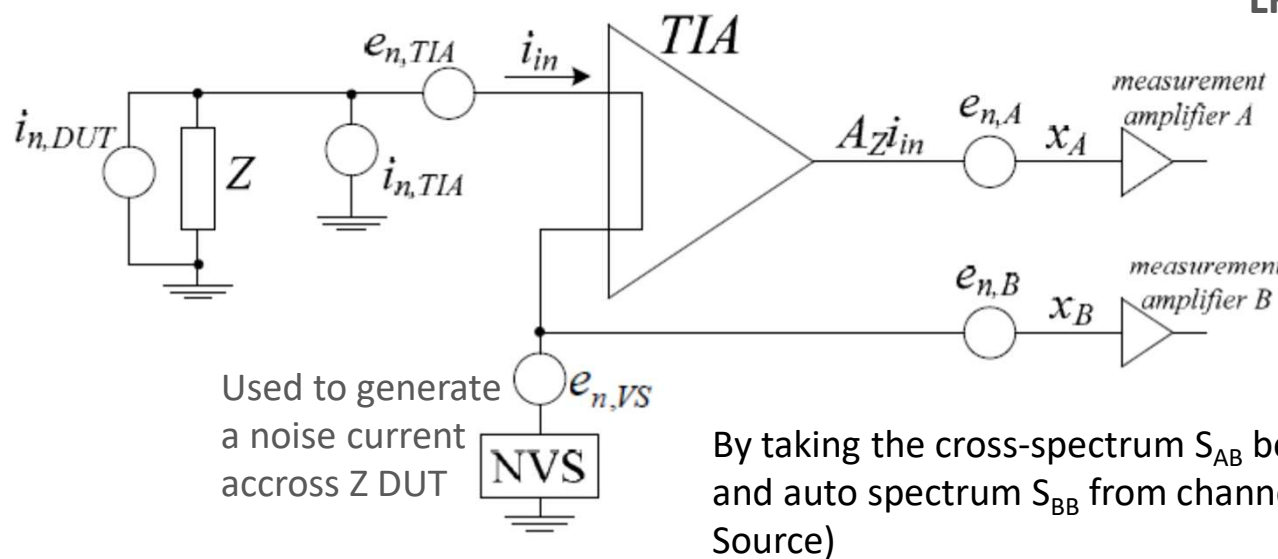 e_{n,TIA}
i_{in}
TIA
i_{n,DUT}
Z
i_{n,TIA}
A_Z i_{in}
e_{n,A}
x_A
measurement
amplifier A
e_{n,B}
x_B
measurement
amplifier B
Used to generate
a noise current
accross Z DUT
e_{n,VS}
NVS
By taking the cross-spectrum S_{AB}
and auto spectrum S_{BB} from
Source)